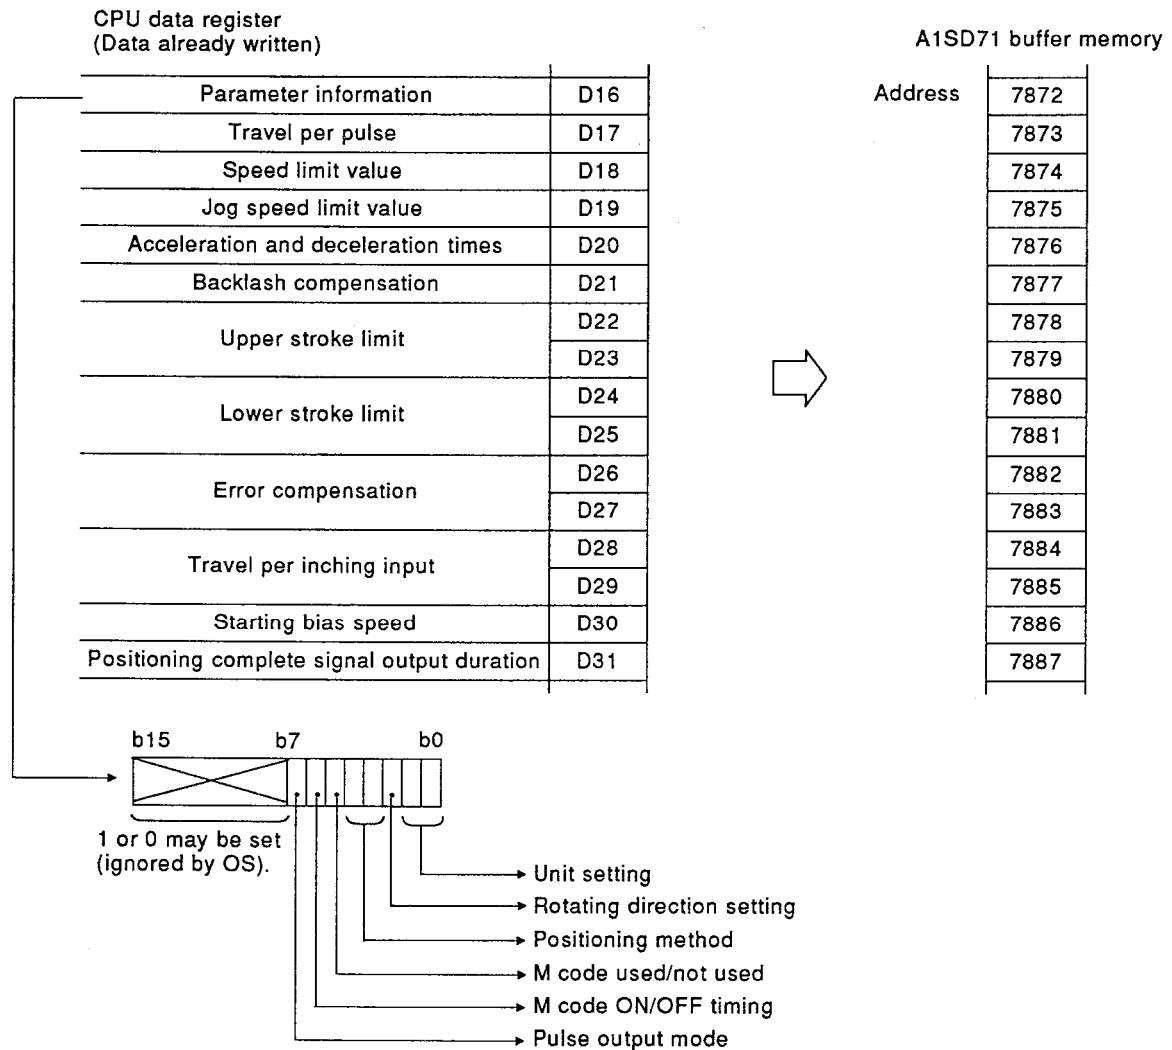 CPU data register
(Data already written)
A1SD71 buffer memory
Parameter information D16 Address 7872
Travel per pulse D17 7873
Speed limit value D18 7874
Jog speed limit value D19 7875
Acceleration and deceleration times D20 7876
Backlash compensation D21 7877
Upper stroke limit D22 7878
D23 7879
Lower stroke limit D24 7880
D25 7881
Error compensation D26 7882
D27 7883
Travel per inching input D28 7884
D29 7885
Starting bias speed D30 7886
Positioning complete signal output duration D31 7887
b15 b7 b0
1 or 0 may be set
(ignored by OS).
Unit setting
Rotating direction setting
Positioning method
M code used/not used
M code ON/OFF timing
Pulse output mode